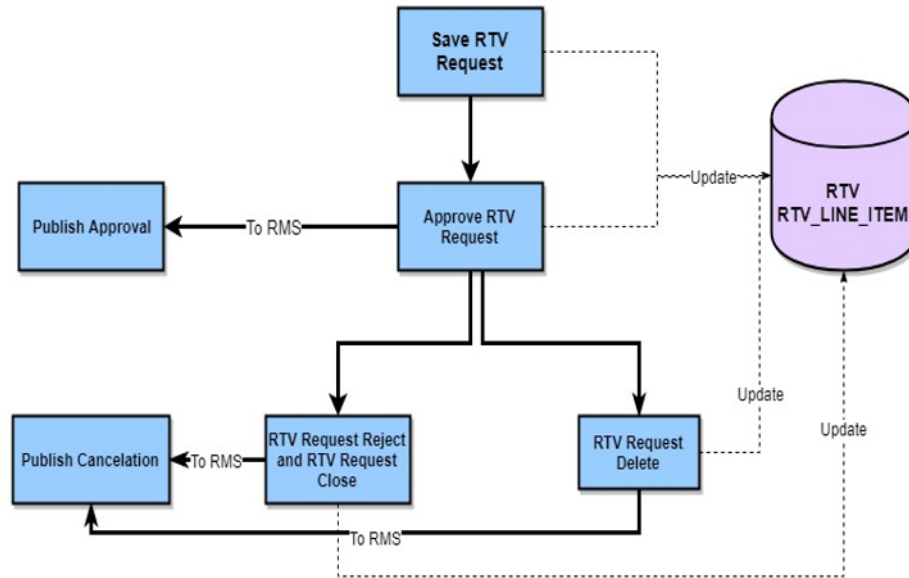 Save RTV
Request
Update
RTV
RTV_LINE_ITEM
Publish Approval
To RMS
Approve RTV
Request
Update
Update
Publish Cancelation
To RMS
RTV Request Reject
and RTV Request
Close
RTV Request
Delete
To RMS